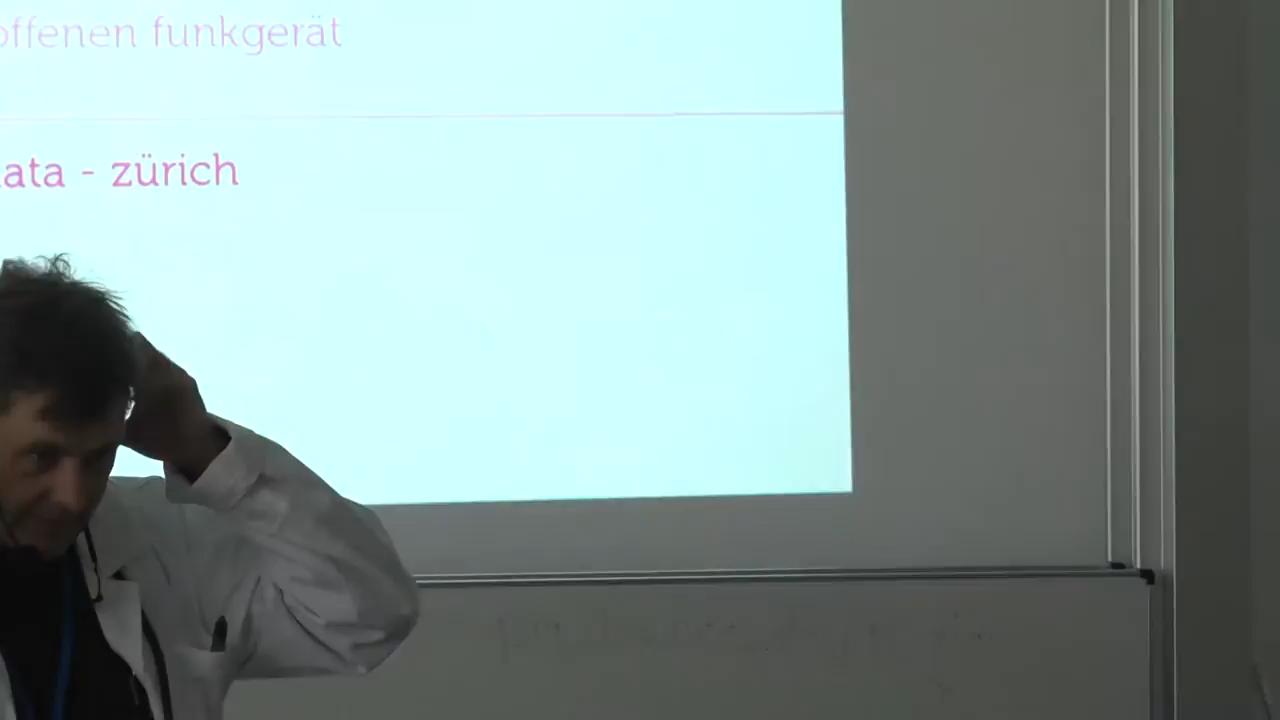 offenen funkgerät
ata - zürich